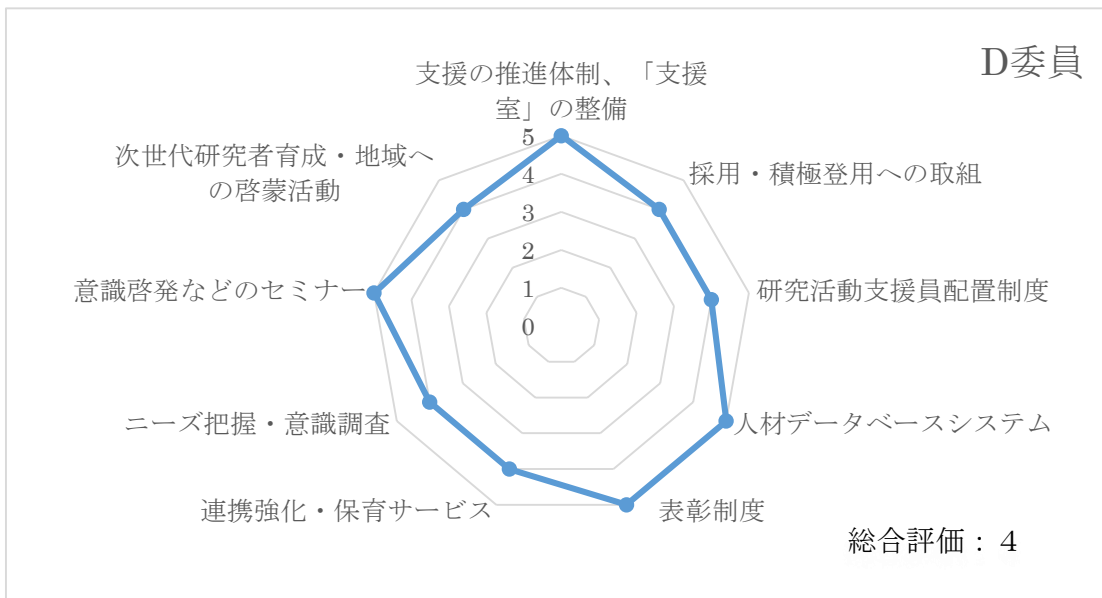 D委員
支援の推進体制、「支援
室」の整備
5
4
3
2
1
0
採用・積極登用への取組
研究活動支援員配置制度
人材データベースシステム
表彰制度
連携強化・保育サービス
ニーズ把握・意識調査
意識啓発などのセミナー
次世代研究者育成・地域へ
の啓蒙活動
総合評価：４